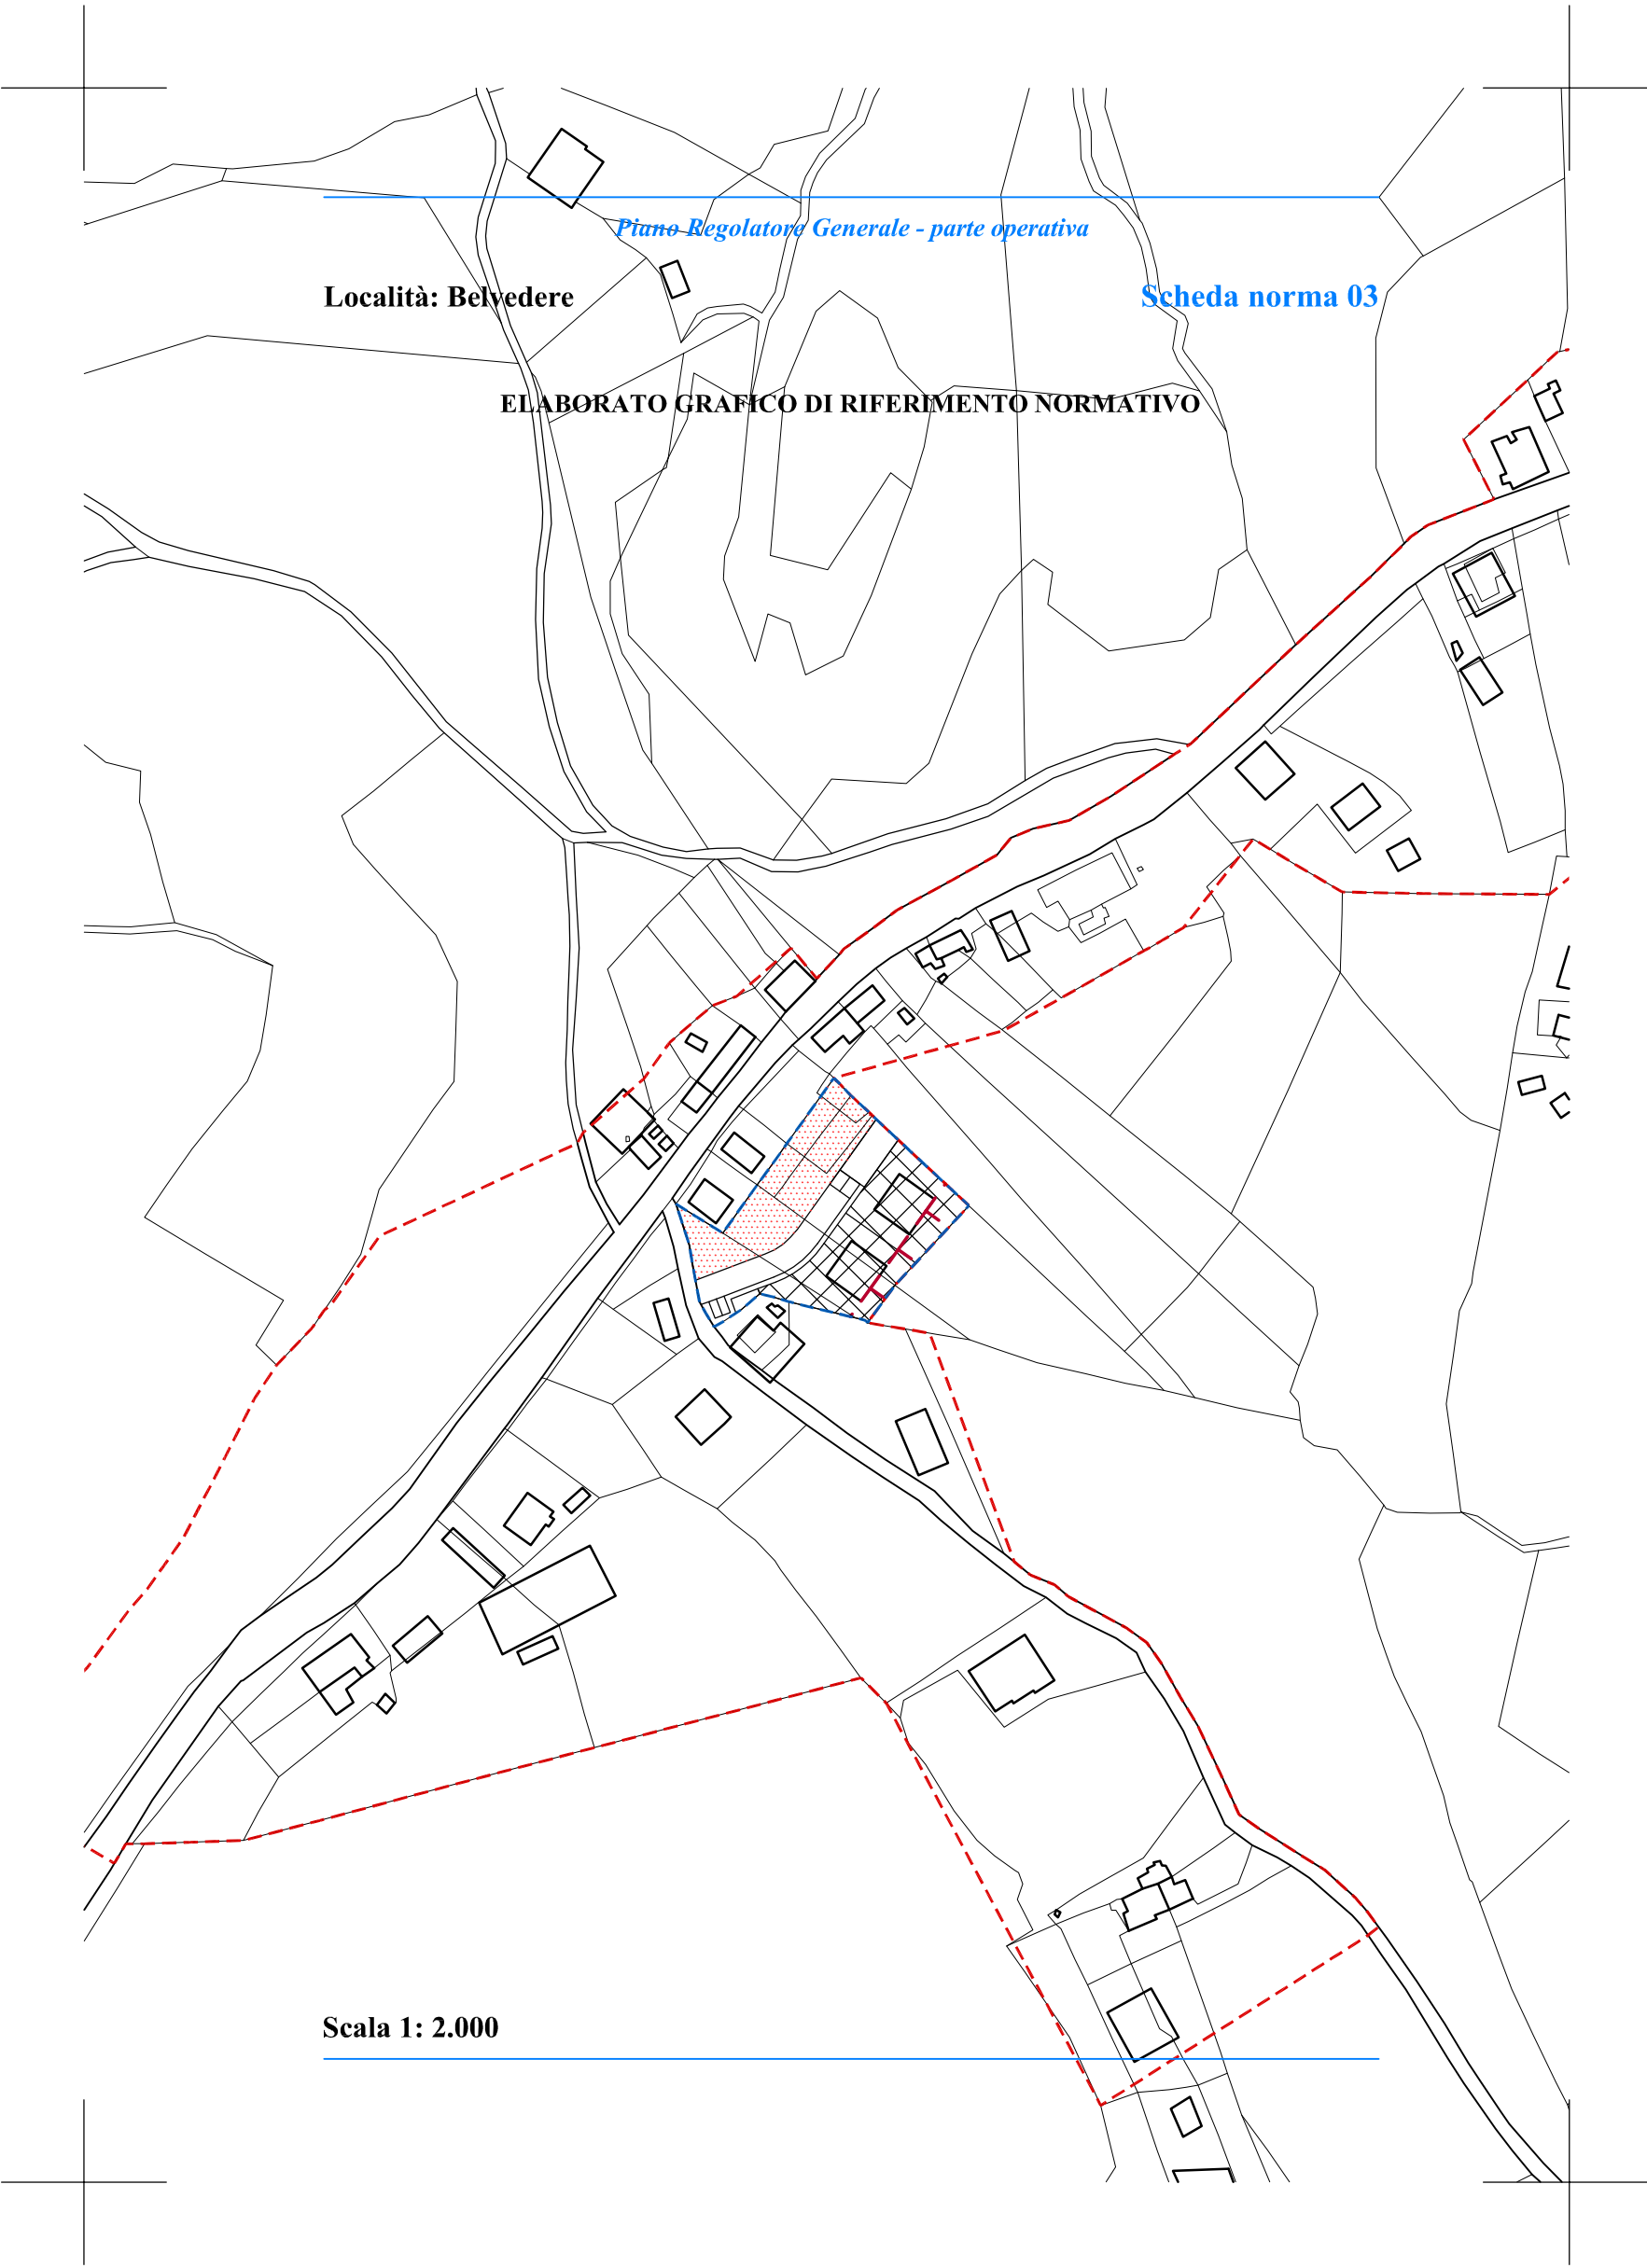 Piano Regolatore Generale - parte operativa
Località: Belvedere
Scheda norma 03
ELABORATO GRAFICO DI RIFERIMENTO NORMATIVO
Scala 1: 2.000